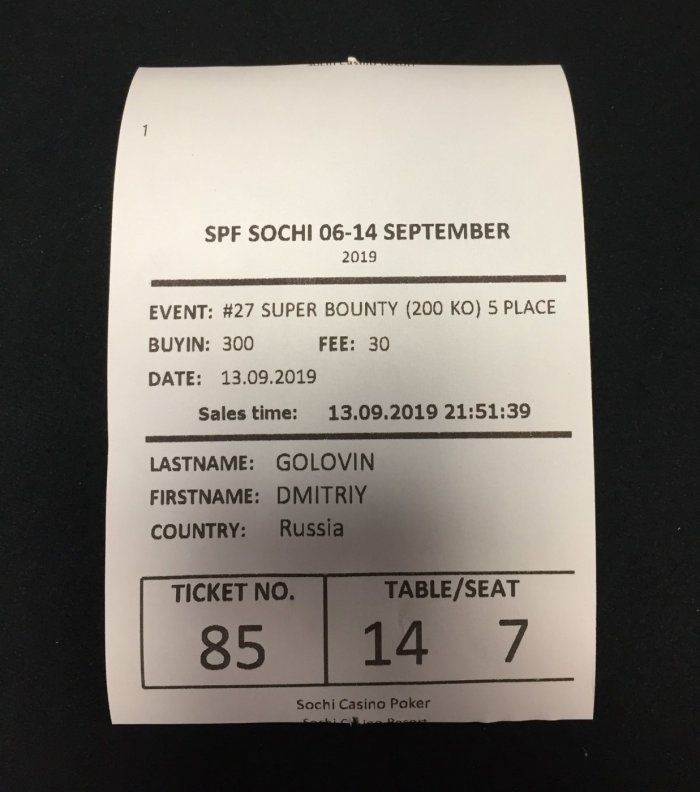 1
SPF SOCHI 06-14 SEPTEMBER
2019
EVENT: #27 SUPER BOUNTY (200 KO) 5 PLACE
BUYIN: 300 FEE: 30
DATE: 13.09.2019
Sales time: 13.09.2019 21:51:39
LASTNAME: GOLOVIN
FIRSTNAME: DMITRIY
COUNTRY: Russia
TICKET NO. TABLE/SEAT
85 14 7
Sochi Casino Poker